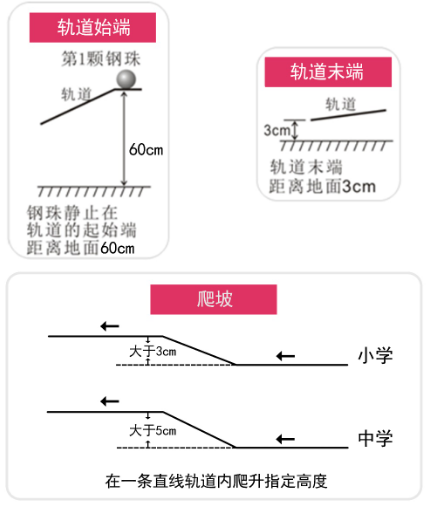 轨道始端
第1颗钢珠
轨道
60cm
钢珠静止在
轨道的起始端
距离地面60cm
轨道末端
轨道
3cm
轨道末端
距离地面3cm
爬坡
大于3cm
小学
大于5cm
中学
在一条直线轨道内爬升指定高度